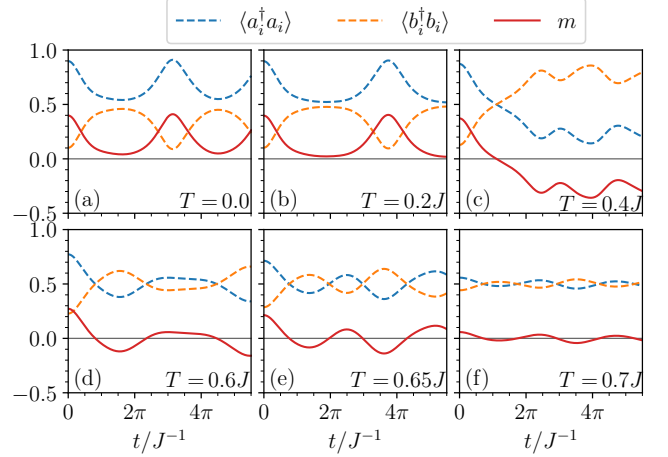 ⟨a_i^†a_i⟩ ⟨b_i^†b_i⟩ m
1.0
0.5
0.0
−0.5
(a) T = 0.0
(b) T = 0.2J
(c) T = 0.4J
1.0
0.5
0.0
−0.5
(d) T = 0.6J
(e) T = 0.65J
(f) T = 0.7J
0 2π 4π
0 2π 4π
0 2π 4π
t/J^{−1}
t/J^{−1}
t/J^{−1}